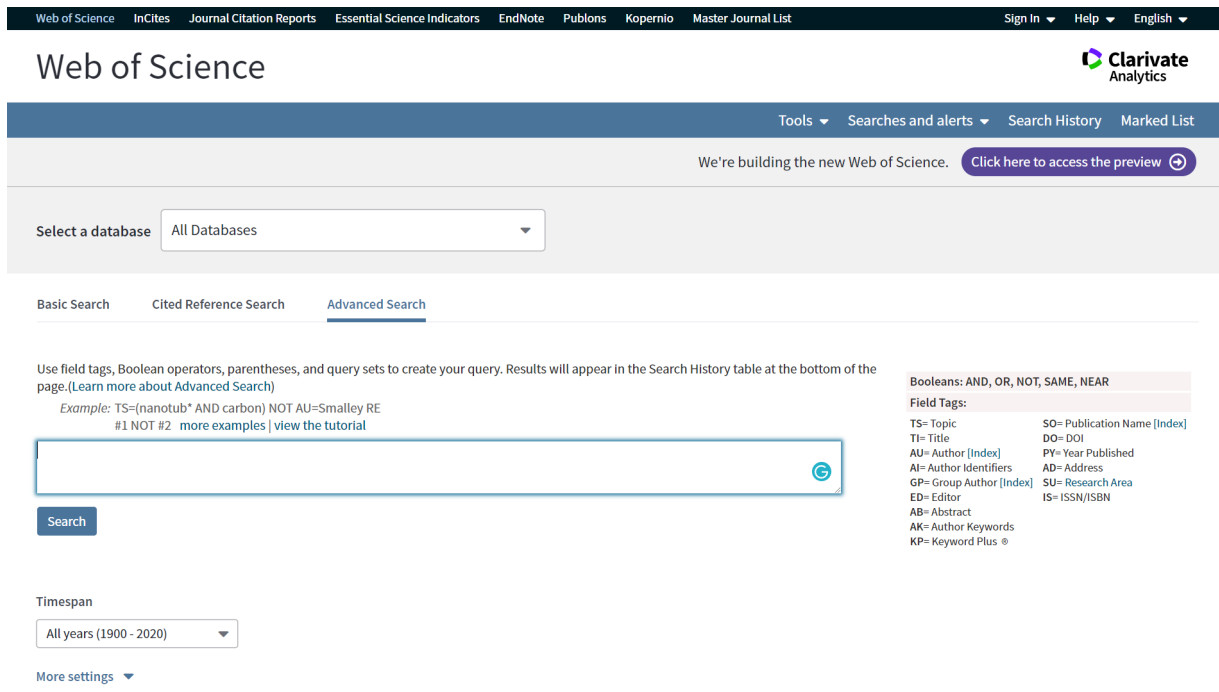 Web of Science InCites Journal Citation Reports Essential Science Indicators EndNote Publons Kopernio Master Journal List Sign In Help English
Web of Science
Clarivate
Analytics
Tools Searches and alerts Search History Marked List
We're building the new Web of Science. Click here to access the preview
Select a database All Databases
Basic Search Cited Reference Search Advanced Search
Use field tags, Boolean operators, parentheses, and query sets to create your query. Results will appear in the Search History table at the bottom of the
page.(Learn more about Advanced Search)
Example: TS=(nanotub* AND carbon) NOT AU=Smalley RE
#1 NOT #2 more examples | view the tutorial
G
Search
Booleans: AND, OR, NOT, SAME, NEAR
Field Tags:
TS= Topic
TI= Title
AU= Author [Index]
AI= Author Identifiers
GP= Group Author [Index]
ED= Editor
AB= Abstract
AK= Author Keywords
KP= Keyword Plus ®
SO= Publication Name [Index]
DO= DOI
PY= Year Published
AD= Address
SU= Research Area
IS= ISSN/ISBN
Timespan
All years (1900 - 2020)
More settings